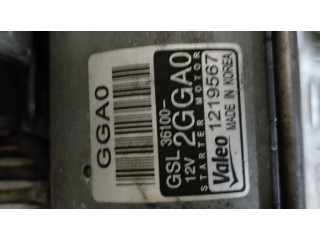 GGA0
GSL 36100-
12V 2GGA0
STARTER MOTOR
Valeo 1219567
MADE IN KOREA